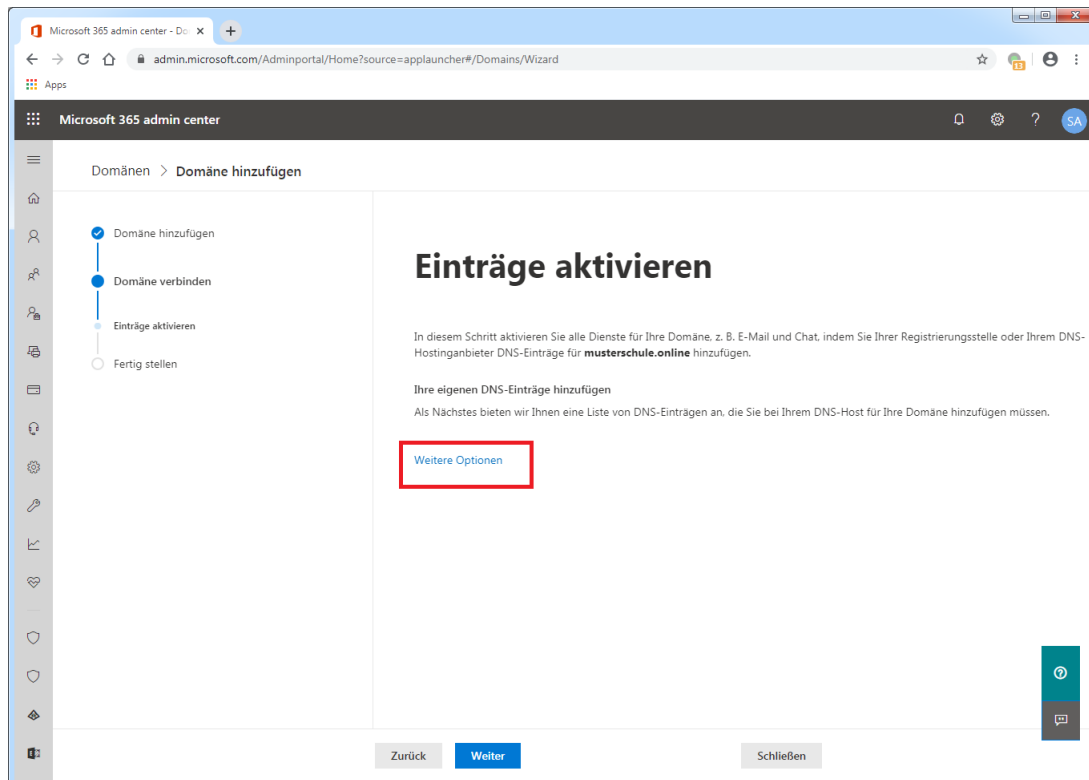 Microsoft 365 admin center - Do
admin.microsoft.com/Adminportal/Home?source=applauncher#/Domains/Wizard
13
Apps
Microsoft 365 admin center
?
SA
Domänen > Domäne hinzufügen
Domäne hinzufügen
Domäne verbinden
Einträge aktivieren
Fertig stellen
Einträge aktivieren
In diesem Schritt aktivieren Sie alle Dienste für Ihre Domäne, z. B. E-Mail und Chat, indem Sie Ihrer Registrierungsstelle oder Ihrem DNS-
Hostinganbieter DNS-Einträge für musterschule.online hinzufügen.
Ihre eigenen DNS-Einträge hinzufügen
Als Nächstes bieten wir Ihnen eine Liste von DNS-Einträgen an, die Sie bei Ihrem DNS-Host für Ihre Domäne hinzufügen müssen.
Weitere Optionen
Zurück Weiter Schließen